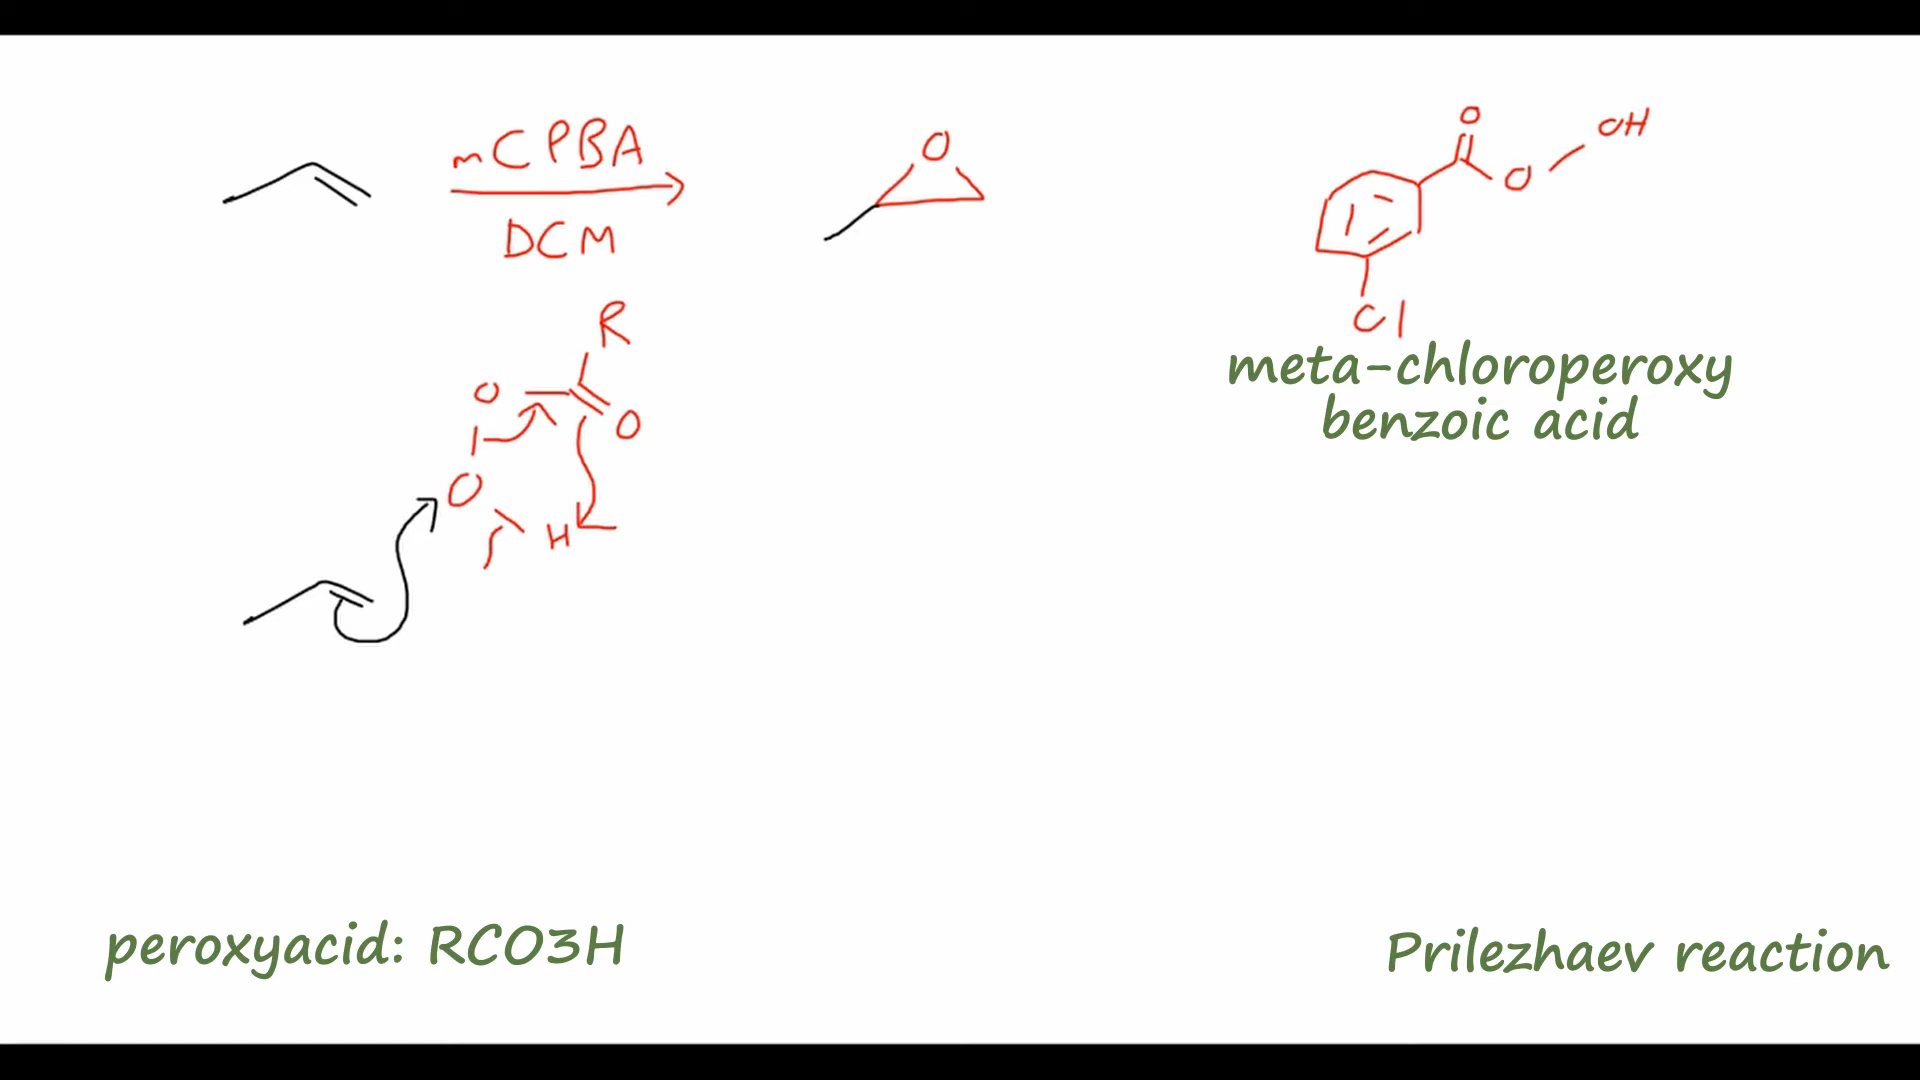 mCPBA
DCM
O
O
O
OH
Cl
meta-chloroperoxy
benzoic acid
R
O
O
O
H
peroxyacid: RCO3H
Prilezhaev reaction